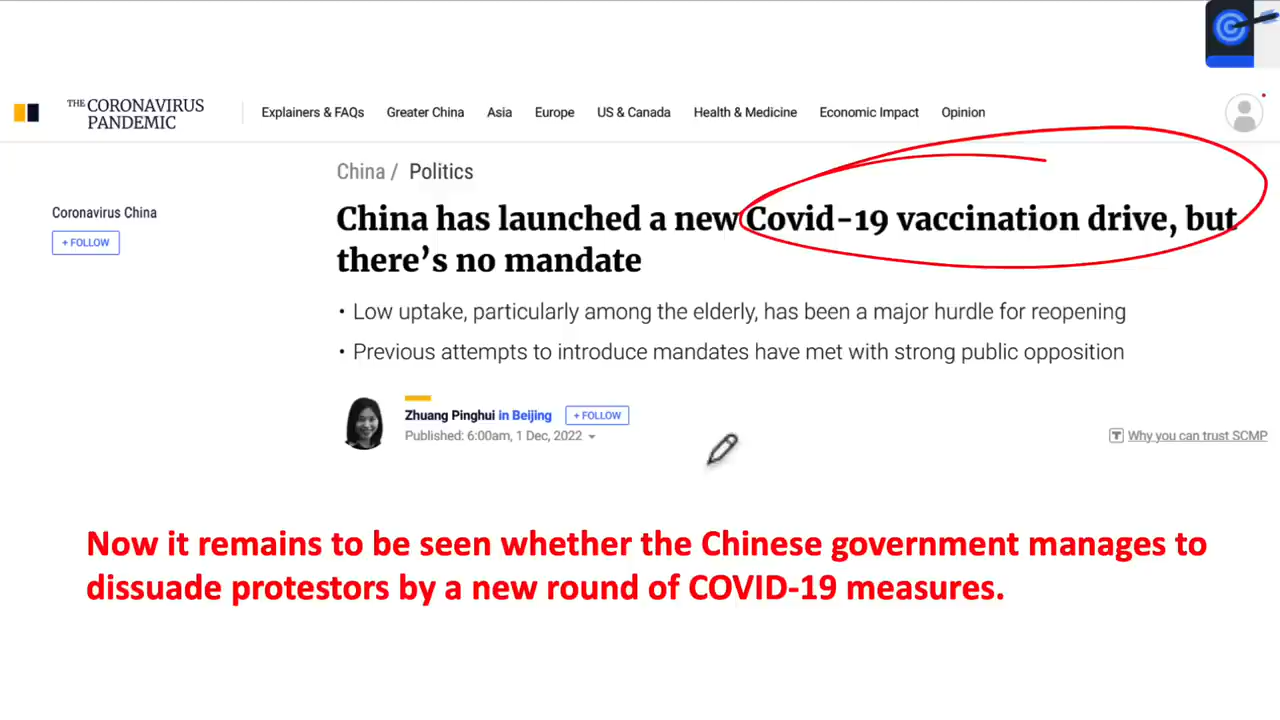 THE CORONAVIRUS
PANDEMIC
Explainers & FAQs Greater China Asia Europe US & Canada Health & Medicine Economic Impact Opinion
China / Politics
Coronavirus China
+ FOLLOW
China has launched a new Covid-19 vaccination drive, but
there’s no mandate
• Low uptake, particularly among the elderly, has been a major hurdle for reopening
• Previous attempts to introduce mandates have met with strong public opposition
Zhuang Pinghui in Beijing + FOLLOW
Published: 6:00am, 1 Dec, 2022
T Why you can trust SCMP
Now it remains to be seen whether the Chinese government manages to
dissuade protestors by a new round of COVID-19 measures.